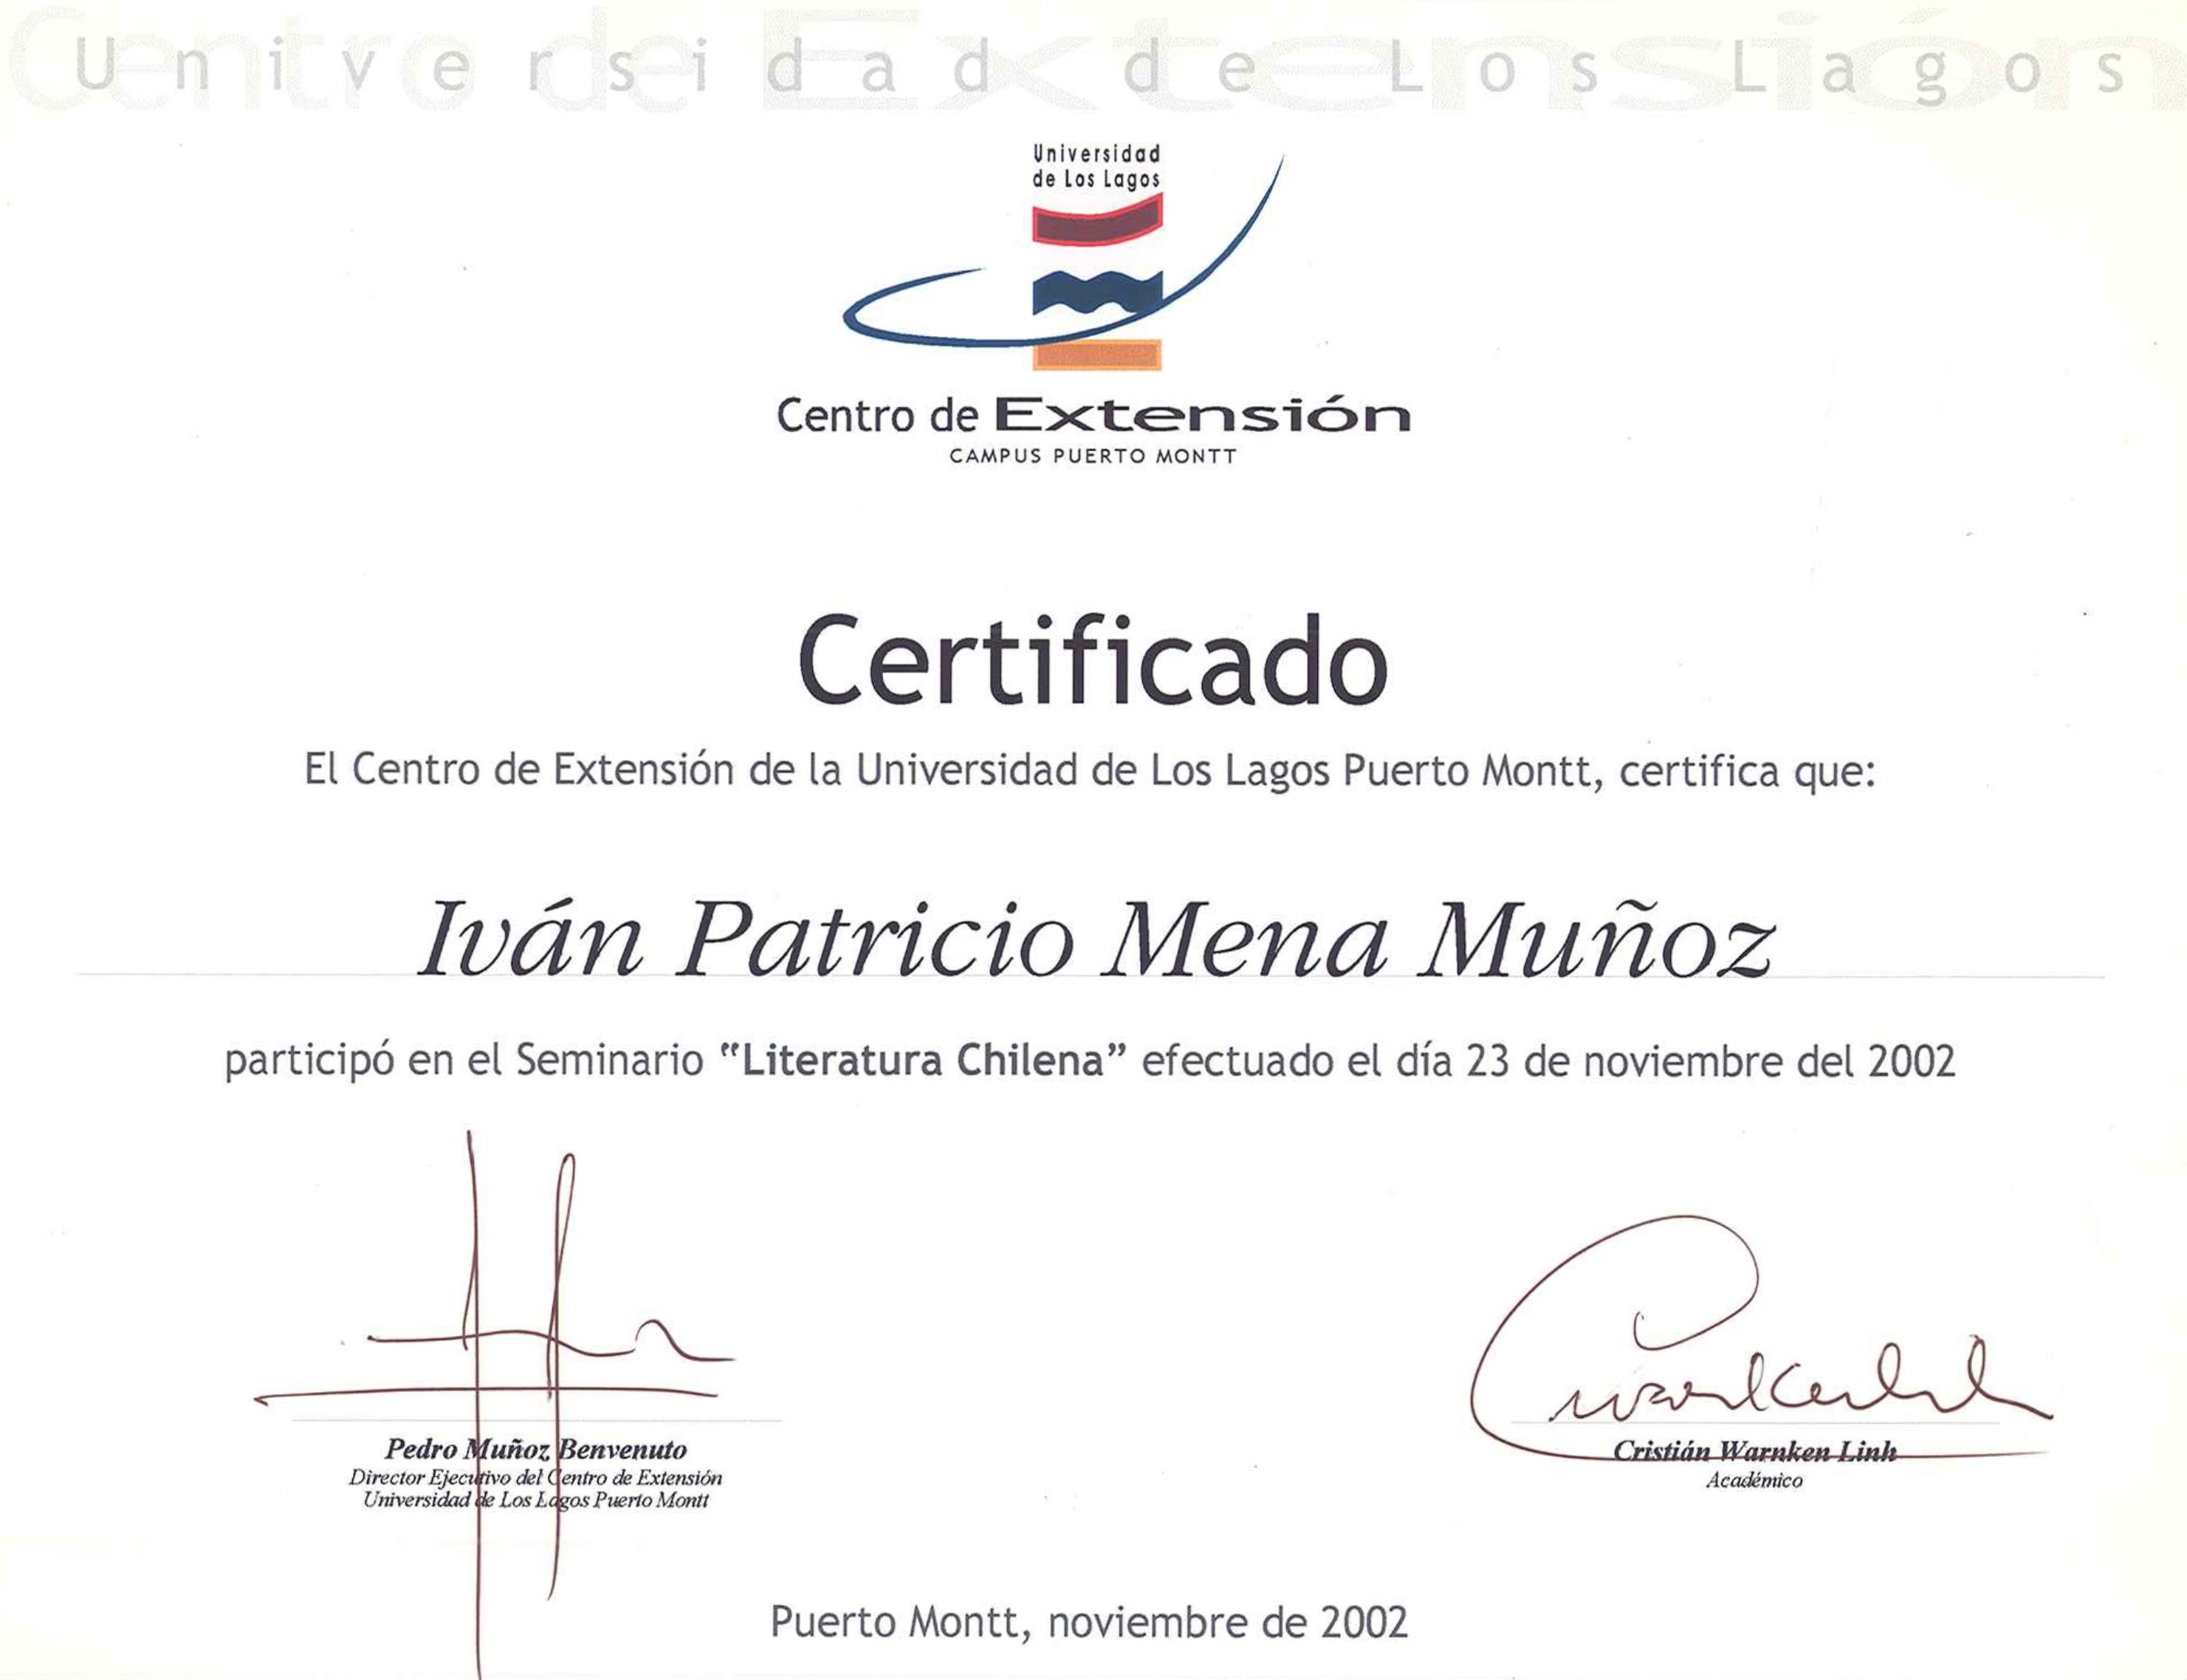 Universidad de Los Lagos
Centro de Extensión
Universidad
de Los Lagos
Centro de Extensión
CAMPUS PUERTO MONTT
Certificado
El Centro de Extensión de la Universidad de Los Lagos Puerto Montt, certifica que:
Iván Patricio Mena Muñoz
participó en el Seminario “Literatura Chilena” efectuado el día 23 de noviembre del 2002
Pedro Muñoz Benvenuto
Director Ejecutivo del Centro de Extensión
Universidad de Los Lagos Puerto Montt
Cristián Warnken Linh
Académico
Puerto Montt, noviembre de 2002